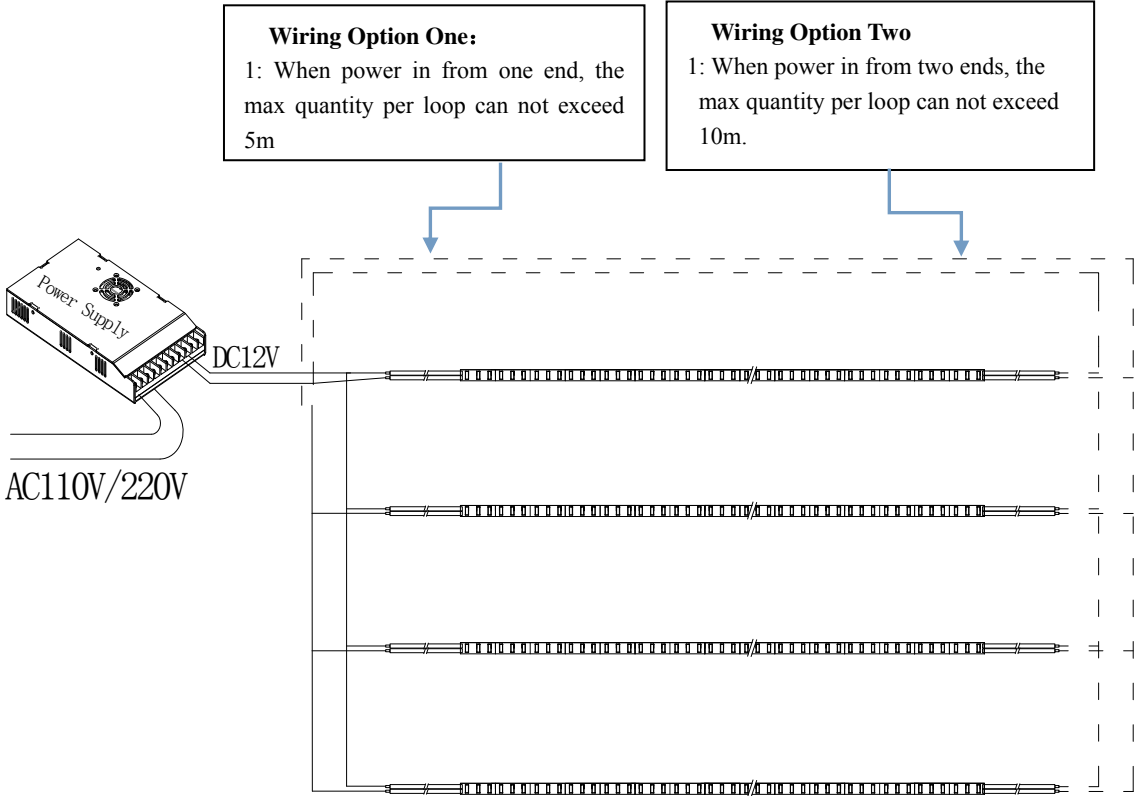 Wiring Option One：
1: When power in from one end, the
max quantity per loop can not exceed
5m
Wiring Option Two
1: When power in from two ends, the
max quantity per loop can not exceed
10m.
Power Supply
DC12V
AC110V/220V